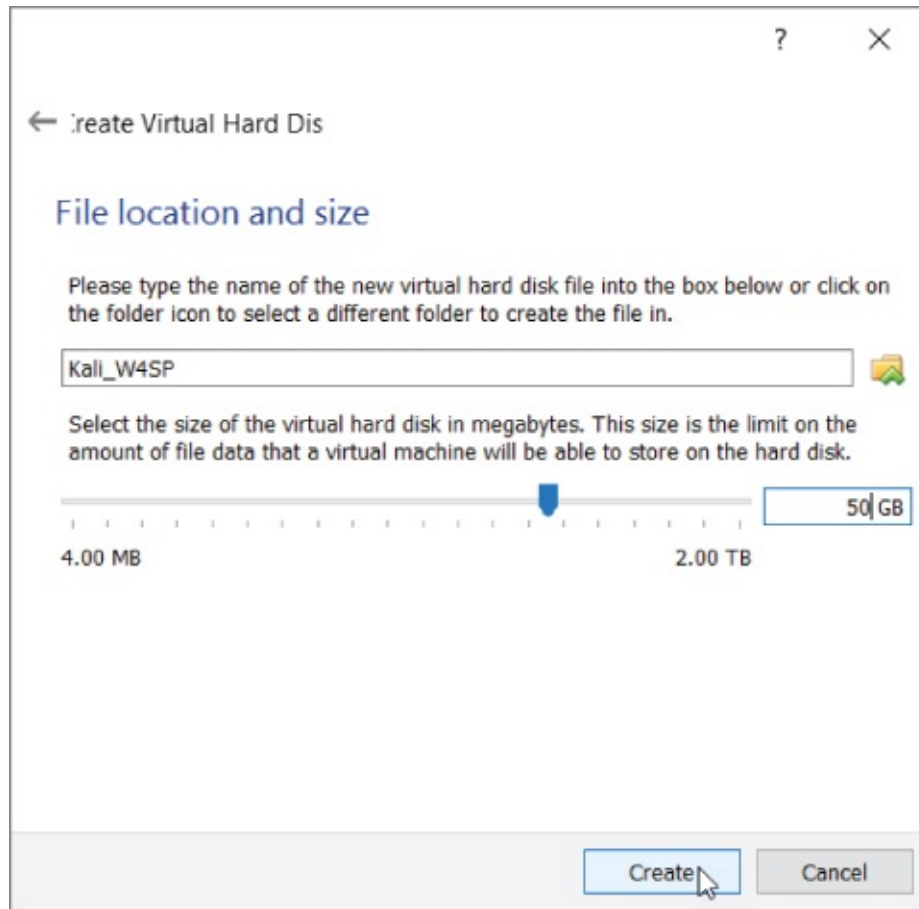 ?
:reate Virtual Hard Dis
File location and size
Please type the name of the new virtual hard disk file into the box below or click on
the folder icon to select a different folder to create the file in.
Kali_W4SP
Select the size of the virtual hard disk in megabytes. This size is the limit on the
amount of file data that a virtual machine will be able to store on the hard disk.
50 GB
4.00 MB 2.00 TB
Create Cancel